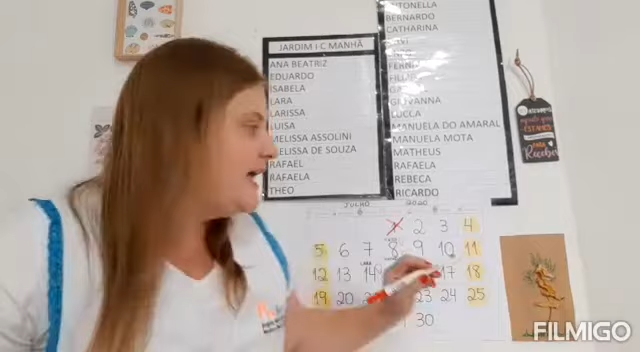 JARDIM I C MANHÃ
ANA BEATRIZ
EDUARDO
ISABELA
LARA
LARISSA
LUISA
MELISSA ASSOLINI
MELISSA DE SOUZA
RAFAEL
RAFAELA
THEO
ANTONELLA
BERNARDO
CATHARINA
GIOVANNA
LUCCA
MANUELA DO AMARAL
MANUELA MOTA
MATHEUS
RAFAELA
REBECA
RICARDO
JULHO 2020
2 3 4
5 6 7 8 9 10 11
12 13 14 17 18
19 20 23 24 25
30
Receber
FILMIGO